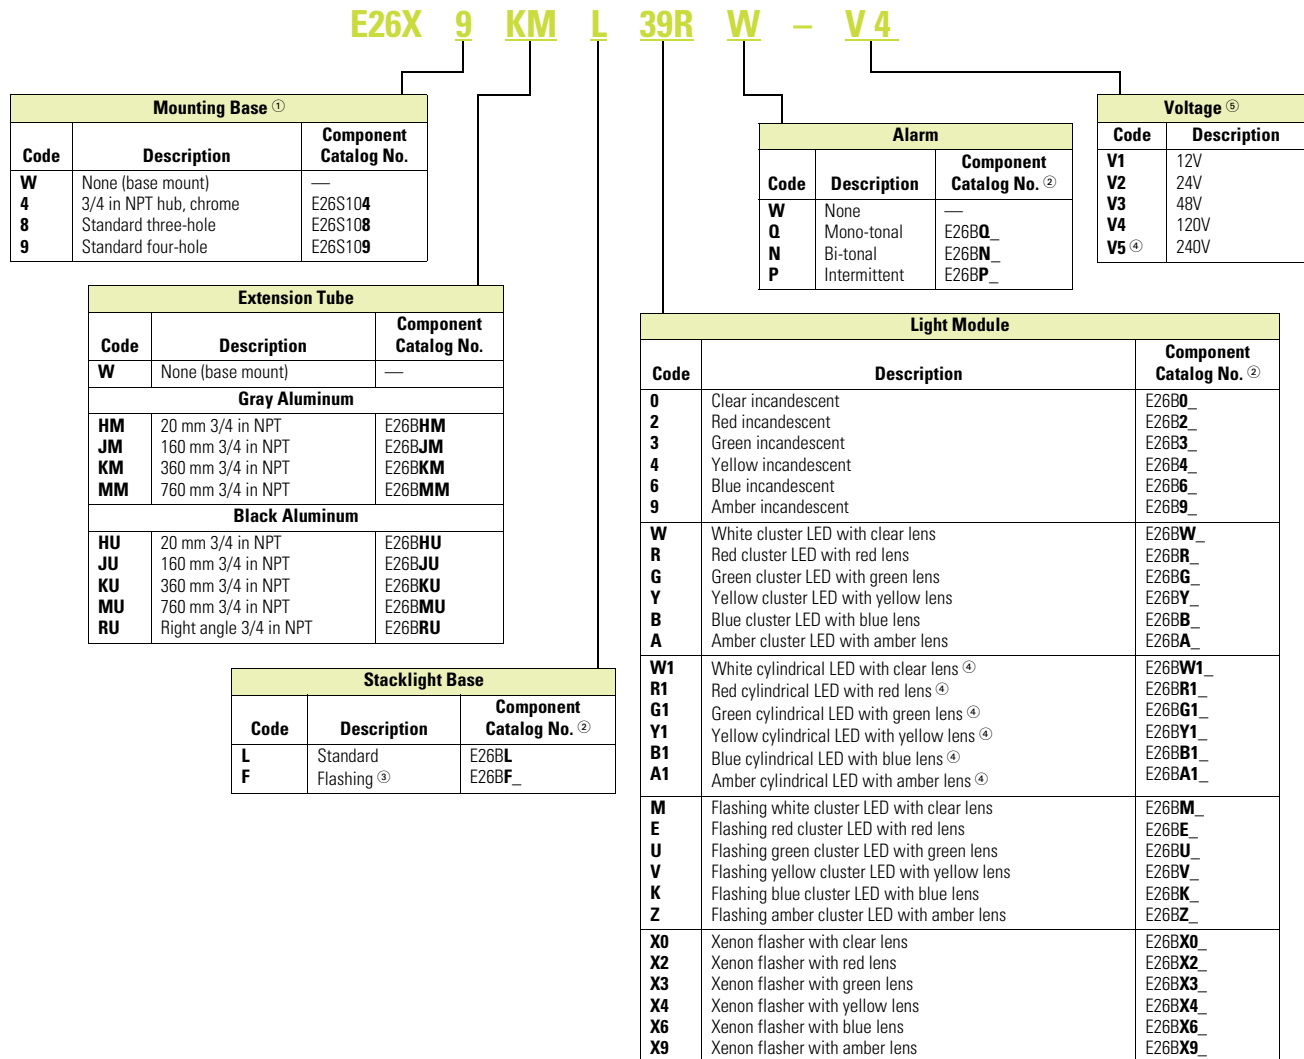 E26X 9 KM L 39R W – V 4
Mounting Base ①
Code Description Component Catalog No.
W None (base mount) —
4 3/4 in NPT hub, chrome E26S104
8 Standard three-hole E26S108
9 Standard four-hole E26S109
Extension Tube
Code Description Component Catalog No.
W None (base mount) —
Gray Aluminum
HM 20 mm 3/4 in NPT E26BHM
JM 160 mm 3/4 in NPT E26BJM
KM 360 mm 3/4 in NPT E26BKM
MM 760 mm 3/4 in NPT E26BMM
Black Aluminum
HU 20 mm 3/4 in NPT E26BHU
JU 160 mm 3/4 in NPT E26BJU
KU 360 mm 3/4 in NPT E26BKU
MU 760 mm 3/4 in NPT E26BMU
RU Right angle 3/4 in NPT E26BRU
Stacklight Base
Code Description Component Catalog No. ②
L Standard E26BL
F Flashing ③ E26BF_
Alarm
Code Description Component Catalog No. ②
W None —
Q Mono-tonal E26BQ_
N Bi-tonal E26BN_
P Intermittent E26BP_
Voltage ⑤
Code Description
V1 12V
V2 24V
V3 48V
V4 120V
V5 ④ 240V
Light Module
Code Description Component Catalog No. ②
0 Clear incandescent E26B0_
2 Red incandescent E26B2_
3 Green incandescent E26B3_
4 Yellow incandescent E26B4_
6 Blue incandescent E26B6_
9 Amber incandescent E26B9_
W White cluster LED with clear lens E26BW_
R Red cluster LED with red lens E26BR_
G Green cluster LED with green lens E26BG_
Y Yellow cluster LED with yellow lens E26BY_
B Blue cluster LED with blue lens E26BB_
A Amber cluster LED with amber lens E26BA_
W1 White cylindrical LED with clear lens ④ E26BW1_
R1 Red cylindrical LED with red lens ④ E26BR1_
G1 Green cylindrical LED with green lens ④ E26BG1_
Y1 Yellow cylindrical LED with yellow lens ④ E26BY1_
B1 Blue cylindrical LED with blue lens ④ E26BB1_
A1 Amber cylindrical LED with amber lens ④ E26BA1_
M Flashing white cluster LED with clear lens E26BM_
E Flashing red cluster LED with red lens E26BE_
U Flashing green cluster LED with green lens E26BU_
V Flashing yellow cluster LED with yellow lens E26BV_
K Flashing blue cluster LED with blue lens E26BK_
Z Flashing amber cluster LED with amber lens E26BZ_
X0 Xenon flasher with clear lens E26BX0_
X2 Xenon flasher with red lens E26BX2_
X3 Xenon flasher with green lens E26BX3_
X4 Xenon flasher with yellow lens E26BX4_
X6 Xenon flasher with blue lens E26BX6_
X9 Xenon flasher with amber lens E26BX9_